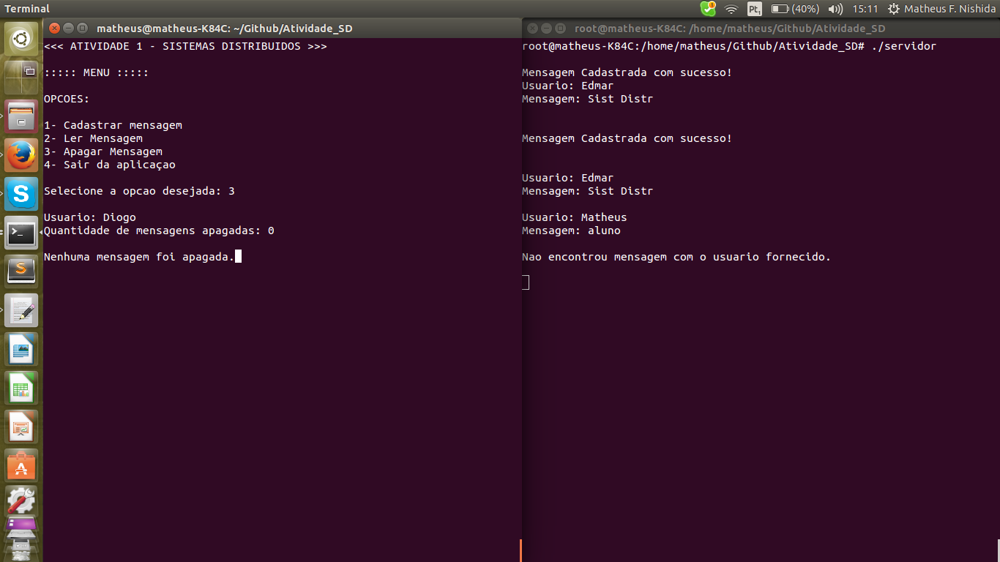 Terminal
Pt1
(40%)
15:11
Matheus F. Nishida
matheus@matheus-K84C: ~/Github/Atividade_SD
<<< ATIVIDADE 1 - SISTEMAS DISTRIBUIDOS >>>
::::: MENU :::::
OPCOES:
1- Cadastrar mensagem
2- Ler Mensagem
3- Apagar Mensagem
4- Sair da aplicaçao
Selecione a opcao desejada: 3
Usuario: Diogo
Quantidade de mensagens apagadas: 0
Nenhuma mensagem foi apagada.
root@matheus-K84C: /home/matheus/Github/Atividade_SD
root@matheus-K84C:/home/matheus/Github/Atividade_SD# ./servidor
Mensagem Cadastrada com sucesso!
Usuario: Edmar
Mensagem: Sist Distr
Mensagem Cadastrada com sucesso!
Usuario: Edmar
Mensagem: Sist Distr
Usuario: Matheus
Mensagem: aluno
Nao encontrou mensagem com o usuario fornecido.